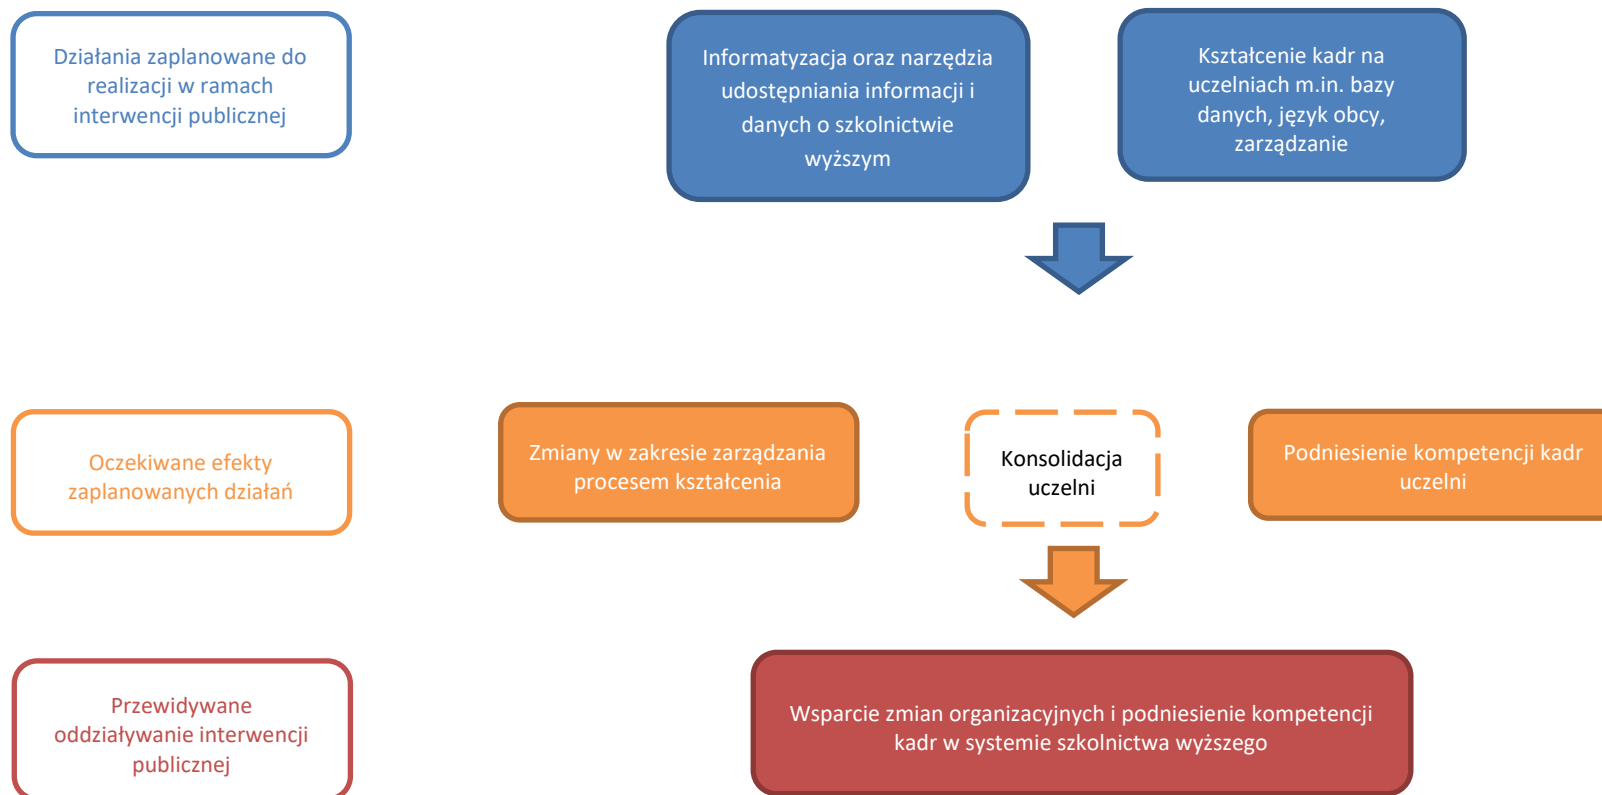 Działania zaplanowane do
realizacji w ramach
interwencji publicznej
Informatyzacja oraz narzędzia
udostępniania informacji i
danych o szkolnictwie
wyższym
Kształcenie kadr na
uczelniach m.in. bazy
danych, język obcy,
zarządzanie
Oczekiwane efekty
zaplanowanych działań
Zmiany w zakresie zarządzania
procesem kształcenia
Konsolidacja
uczelni
Podniesienie kompetencji kadr
uczelni
Przewidywane
oddziaływanie interwencji
publicznej
Wsparcie zmian organizacyjnych i podniesienie kompetencji
kadr w systemie szkolnictwa wyższego